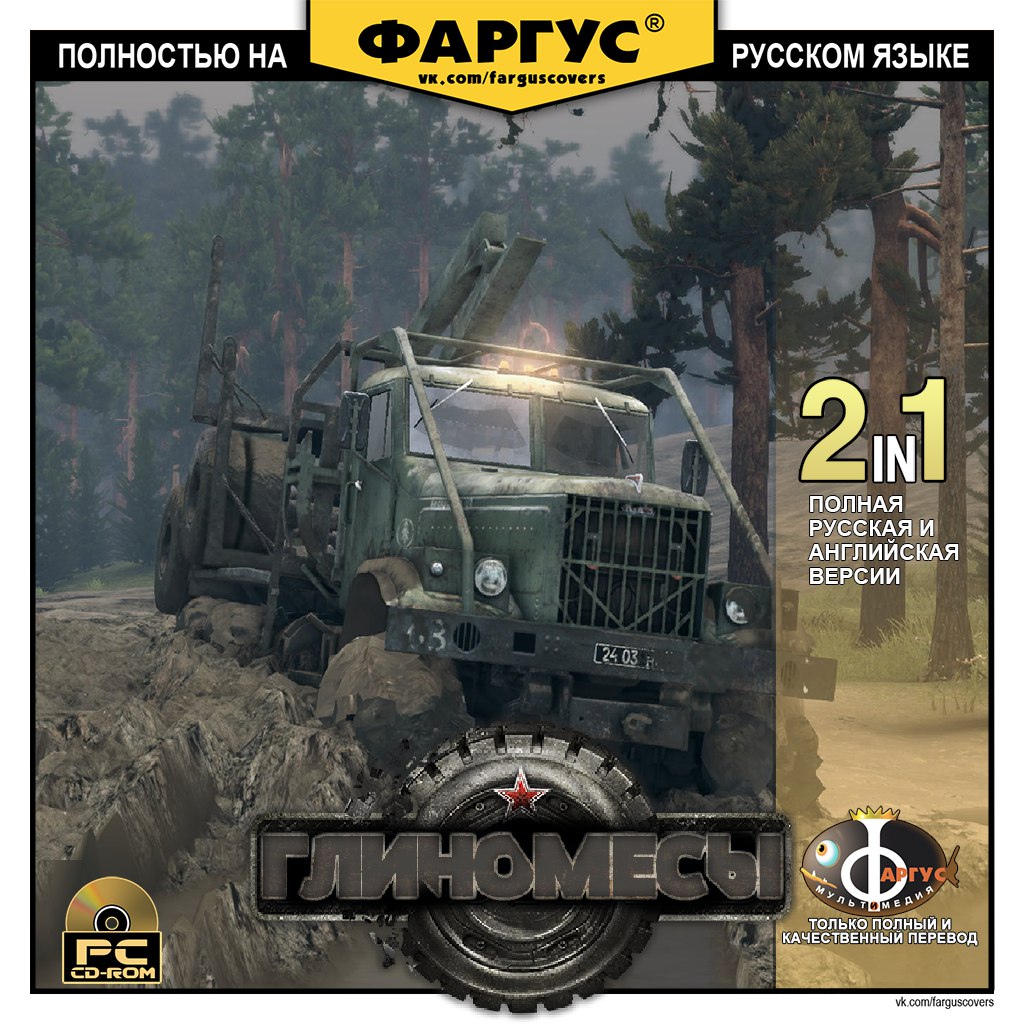 ПОЛНОСТЬЮ НА
ФАРГУС®
vk.com/farguscovers
РУССКОМ ЯЗЫКЕ
2IN1
ПОЛНАЯ
РУССКАЯ И
АНГЛИЙСКАЯ
ВЕРСИИ
24 03
ГЛИНОМЕСЫ
PC
CD-ROM
ФАРГУС
МУЛЬТИМЕДИЯ
ТОЛЬКО ПОЛНЫЙ И
КАЧЕСТВЕННЫЙ ПЕРЕВОД
vk.com/farguscovers